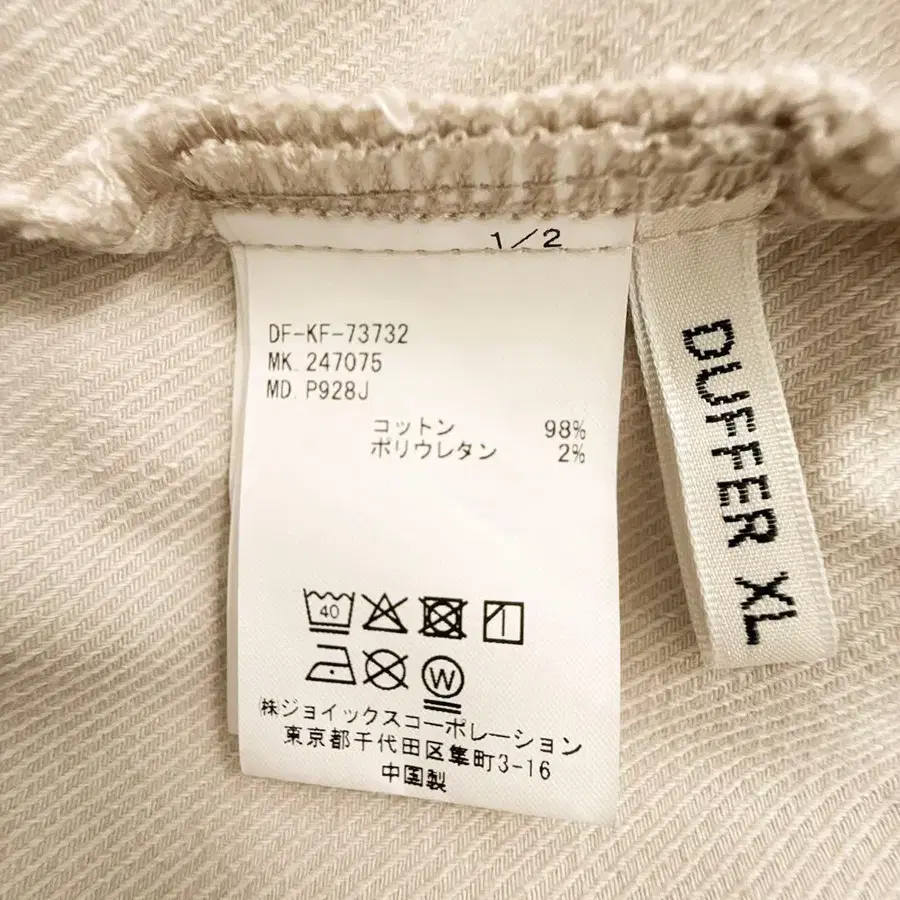 1/2
DF-KF-73732
MK. 247075
MD. P928J
コットン 98%
ポリウレタン 2%
40
1
W
㈱ジョイックスコーポレーション
東京都千代田区隼町3-16
中国製
DUFFER XL